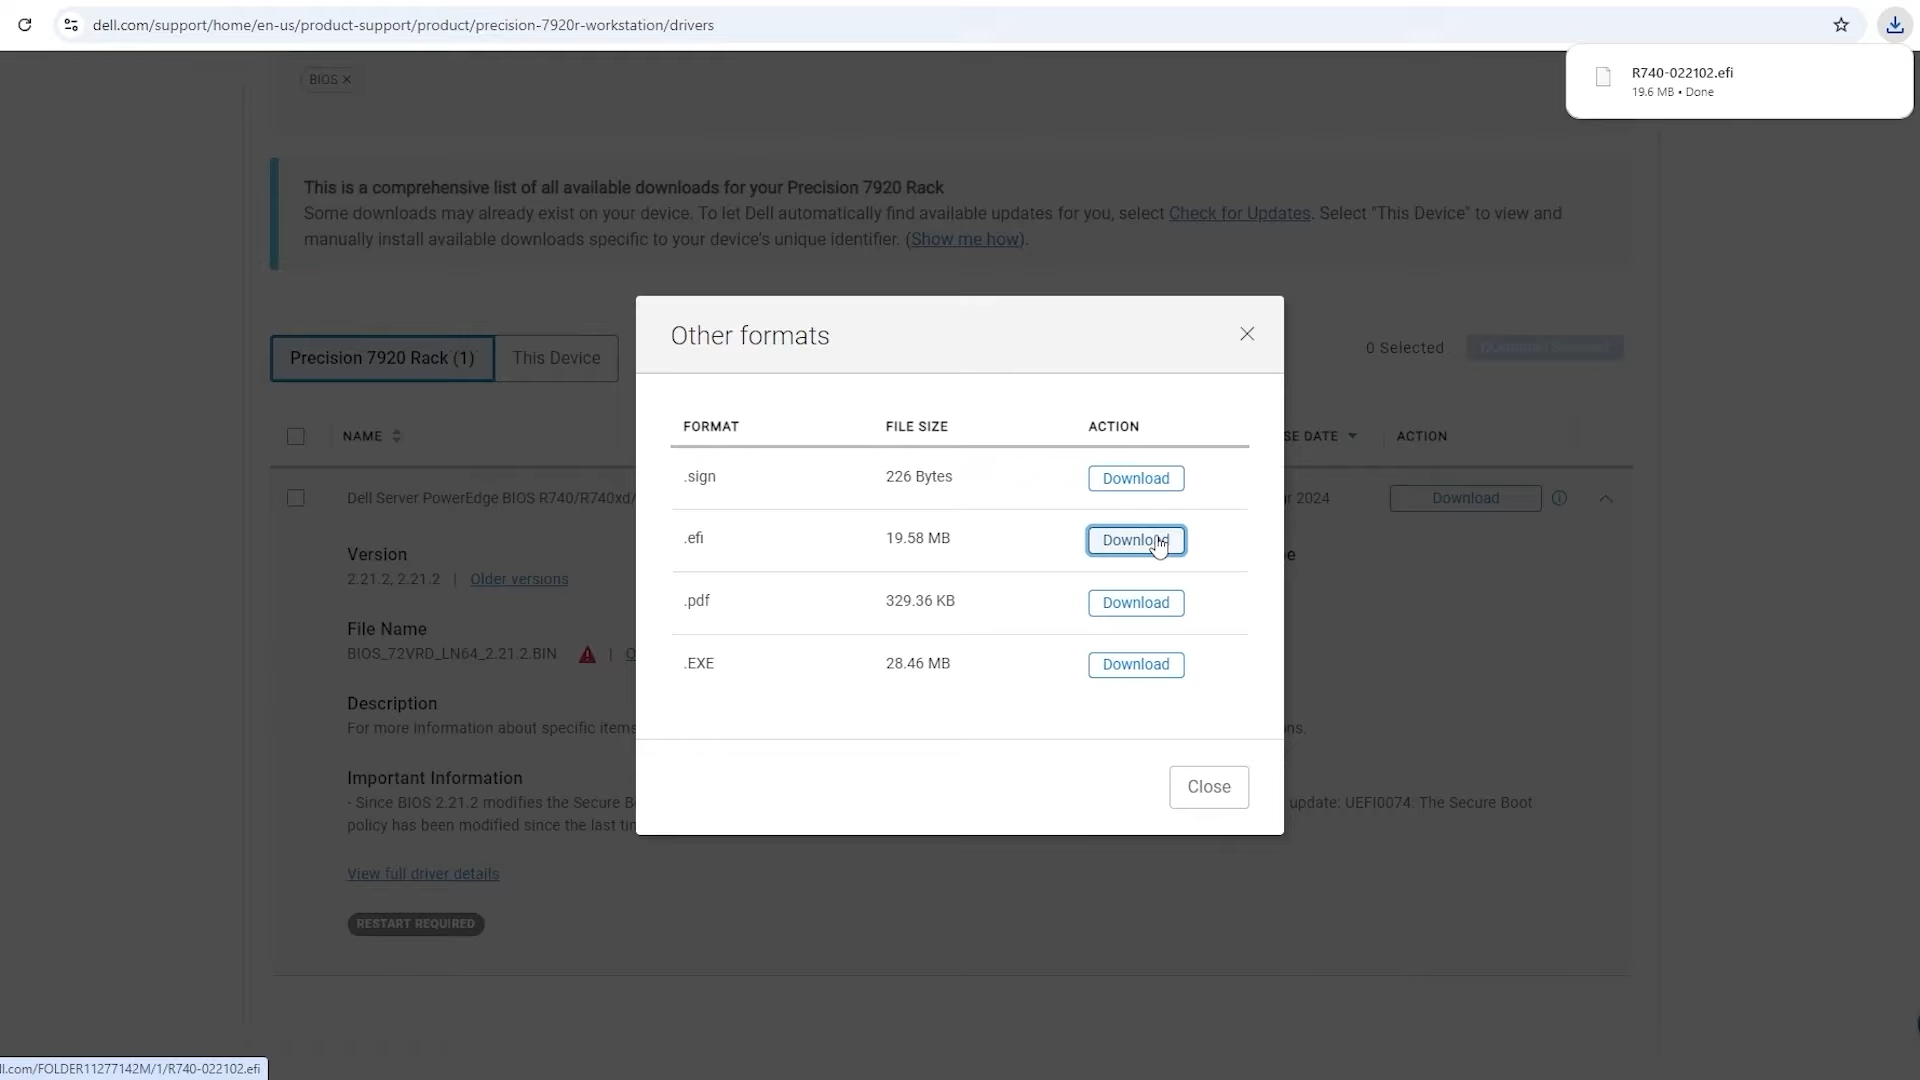 dell.com/support/home/en-us/product-support/product/precision-7920r-workstation/drivers
R740-022102.efi
19.6 MB • Done
BIOS ×
This is a comprehensive list of all available downloads for your Precision 7920 Rack
Some downloads may already exist on your device. To let Dell automatically find available updates for you, select Check for Updates. Select "This Device" to view and
manually install available downloads specific to your device's unique identifier. (Show me how).
Precision 7920 Rack (1)
This Device
0 Selected
Other formats
FORMAT FILE SIZE ACTION
.sign 226 Bytes Download
.efi 19.58 MB Download
.pdf 329.36 KB Download
.EXE 28.46 MB Download
Close
NAME
SE DATE
ACTION
Dell Server PowerEdge BIOS R740/R740xd/
2024
Download
Version
2.21.2, 2.21.2 | Older versions
File Name
BIOS_72VRD_LN64_2.21.2.BIN |
Description
For more information about specific items
ns.
Important Information
- Since BIOS 2.21.2 modifies the Secure B
update: UEFI0074: The Secure Boot
policy has been modified since the last ti
View full driver details
RESTART REQUIRED
ll.com/FOLDER11277142M/1/R740-022102.efi